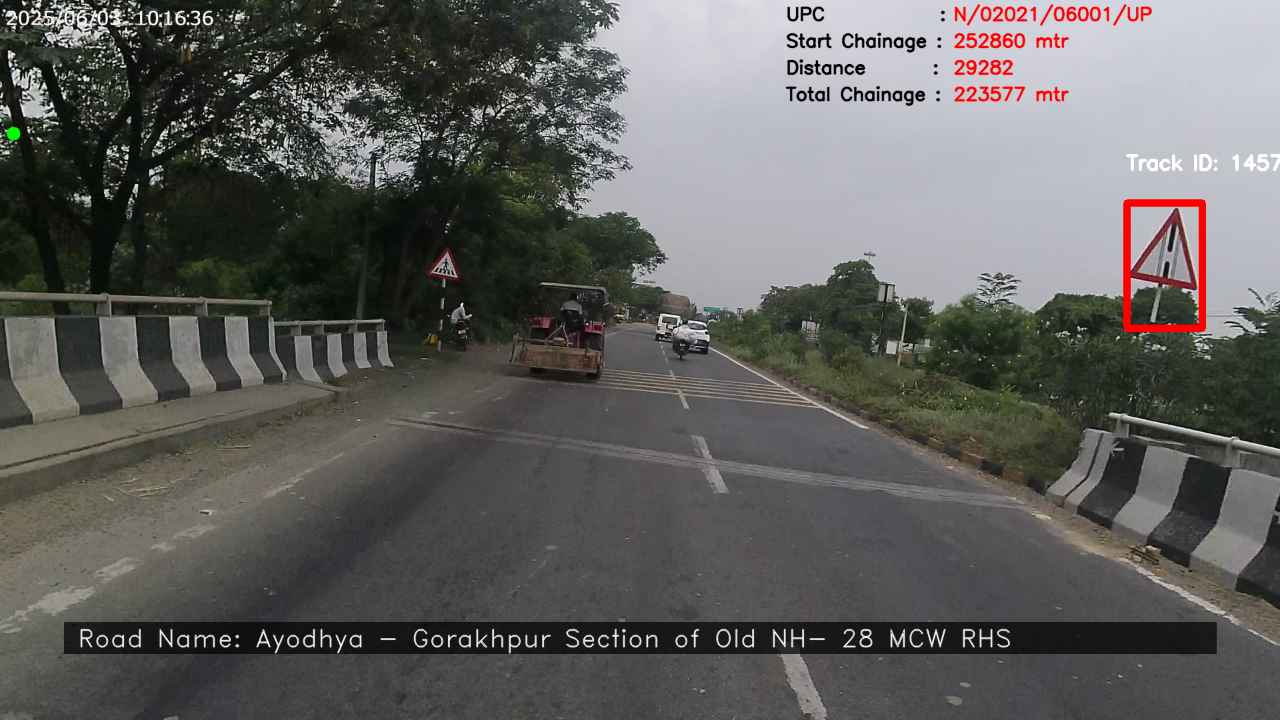 2025/06/03 10:16:36
UPC : N/02021/06001/UP
Start Chainage : 252860 mtr
Distance : 29282
Total Chainage : 223577 mtr
Track ID: 1457
Road Name: Ayodhya - Gorakhpur Section of Old NH- 28 MCW RHS